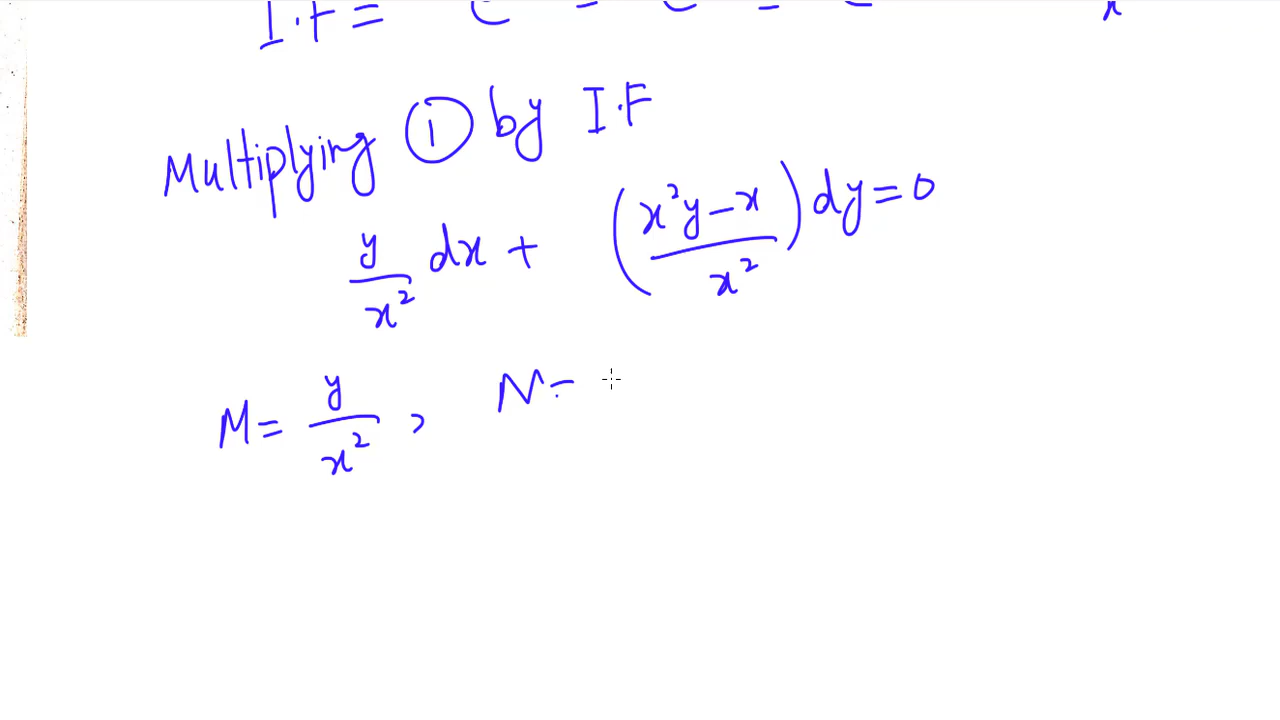 I.F =
Multiplying ① by I.F
y/x² dx + (x²y-x/x²) dy = 0
M = y/x² , N =